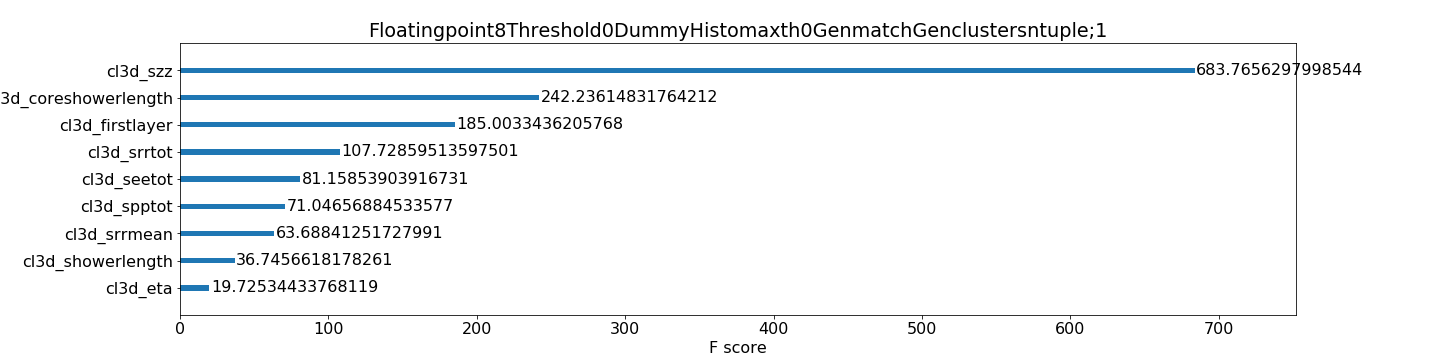 Floatingpoint8Threshold0DummyHistomaxth0GenmatchGenclustersntuple;1
cl3d_szz 683.7656297998544
3d_coreshowerlength 242.23614831764212
cl3d_firstlayer 185.0033436205768
cl3d_srrtot 107.72859513597501
cl3d_seetot 81.15853903916731
cl3d_spptot 71.04656884533577
cl3d_srrmean 63.68841251727991
cl3d_showerlength 36.7456618178261
cl3d_eta 19.72534433768119
0 100 200 300 400 500 600 700
F score